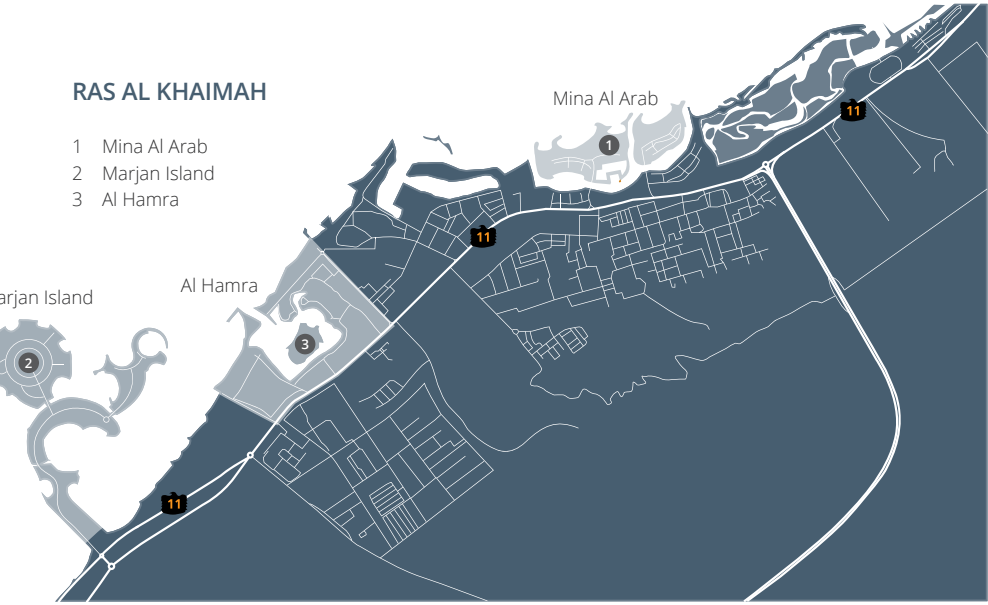 RAS AL KHAIMAH
1 Mina Al Arab
2 Marjan Island
3 Al Hamra
Mina Al Arab
1
11
11
Al Hamra
arjan Island
3
2
11